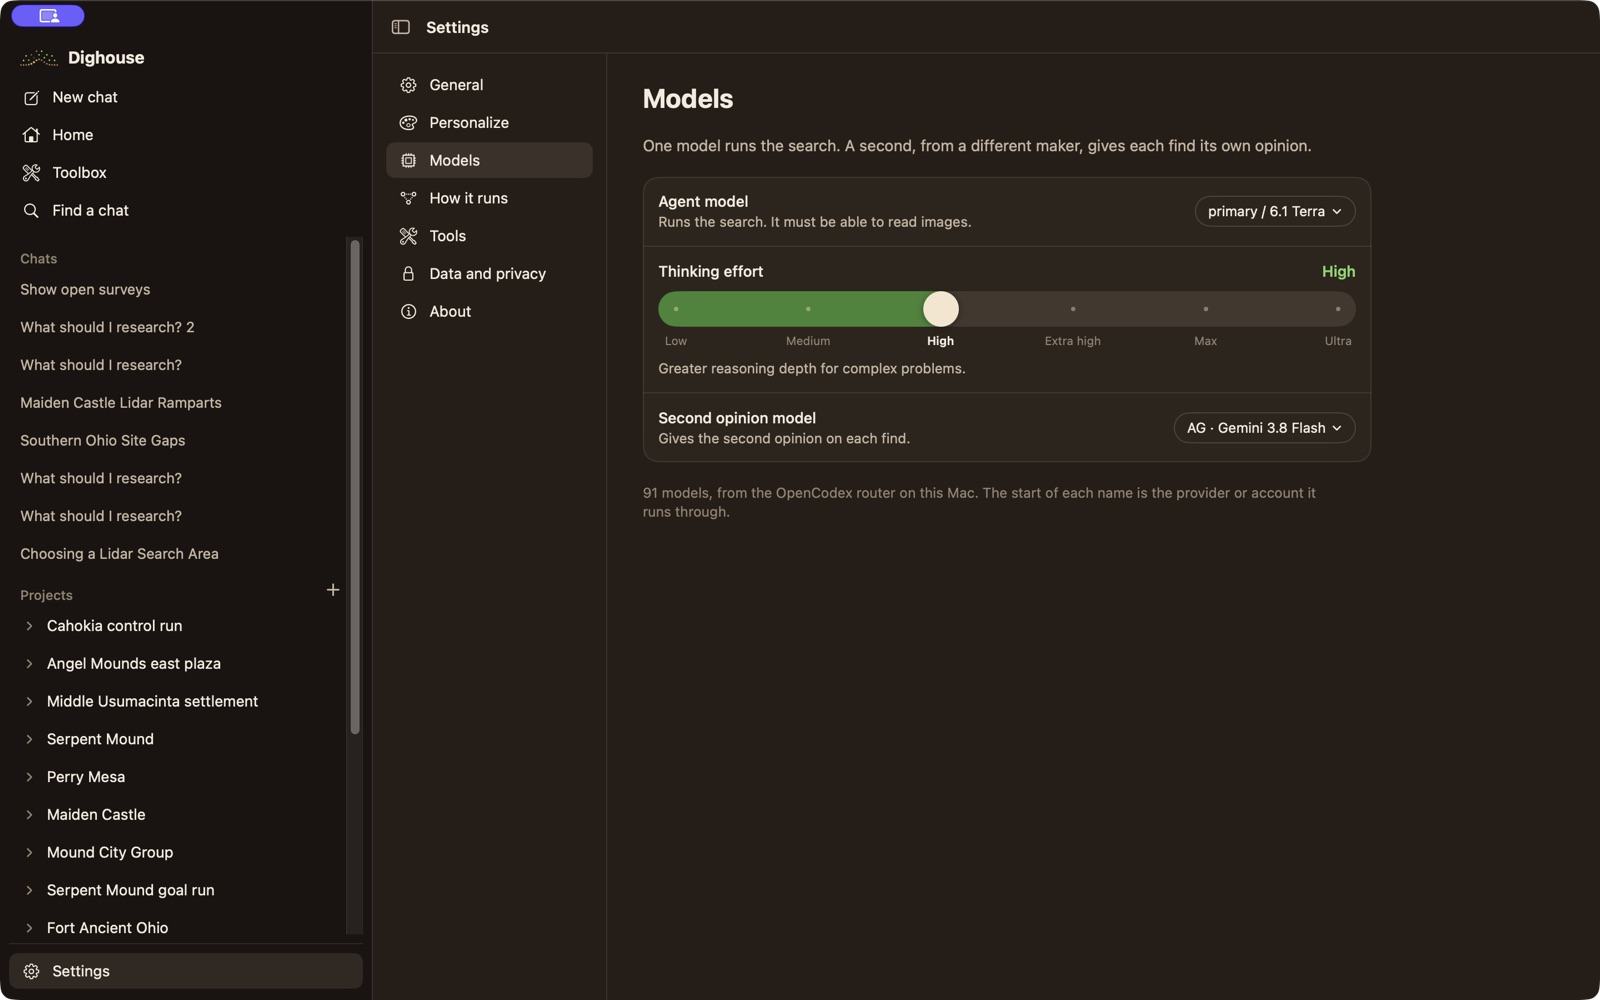 Dighouse
New chat
Home
Toolbox
Find a chat
Chats
Show open surveys
What should I research? 2
What should I research?
Maiden Castle Lidar Ramparts
Southern Ohio Site Gaps
What should I research?
What should I research?
Choosing a Lidar Search Area
Projects
Cahokia control run
Angel Mounds east plaza
Middle Usumacinta settlement
Serpent Mound
Perry Mesa
Maiden Castle
Mound City Group
Serpent Mound goal run
Fort Ancient Ohio
Settings
Settings
General
Personalize
Models
How it runs
Tools
Data and privacy
About
Models
One model runs the search. A second, from a different maker, gives each find its own opinion.
Agent model
Runs the search. It must be able to read images.
primary / 6.1 Terra
Thinking effort
High
Low
Medium
High
Extra high
Max
Ultra
Greater reasoning depth for complex problems.
Second opinion model
Gives the second opinion on each find.
AG · Gemini 3.8 Flash
91 models, from the OpenCodex router on this Mac. The start of each name is the provider or account it
runs through.